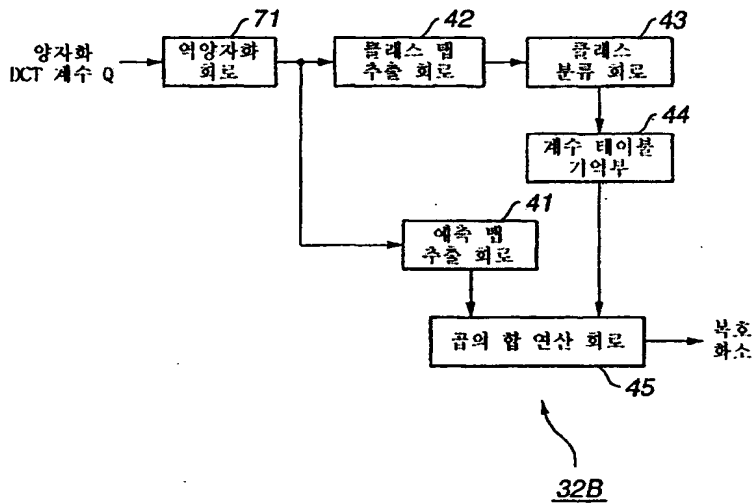 71
42
43
양자화
DCT 계수 Q
역양자화
회로
클래스 탭
추출 회로
클래스
분류 회로
44
계수 테이블
기억부
41
예측 탭
추출 회로
곱의 합 연산 회로
복호
화소
45
32B